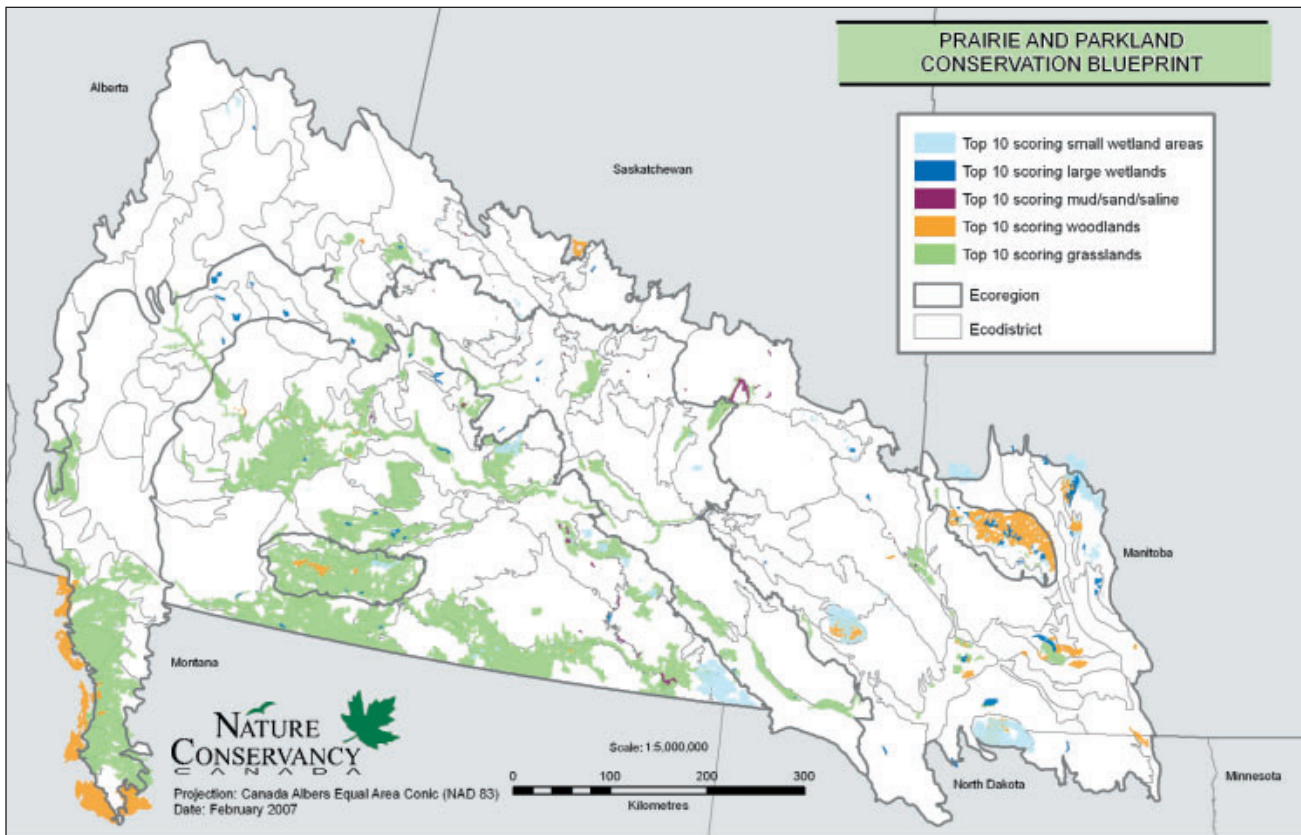 PRAIRIE AND PARKLAND
CONSERVATION BLUEPRINT
Alberta
Saskatchewan
Top 10 scoring small wetland areas
Top 10 scoring large wetlands
Top 10 scoring mud/sand/saline
Top 10 scoring woodlands
Top 10 scoring grasslands
Ecoregion
Ecodistrict
Manitoba
Montana
NATURE
CONSERVANCY
CANADA
Projection: Canada Albers Equal Area Conic (NAD 83)
Date: February 2007
Scale: 1:5,000,000
0 100 200 300
Kilometres
North Dakota
Minnesota